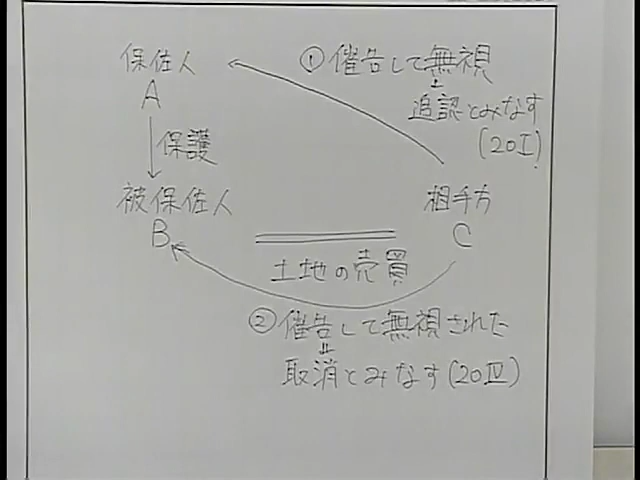 保佐人
A
保護
被保佐人
B
①催告して無視
追認とみなす
(20Ⅰ)
相手方
C
土地の売買
②催告して無視された
取消とみなす(20Ⅳ)